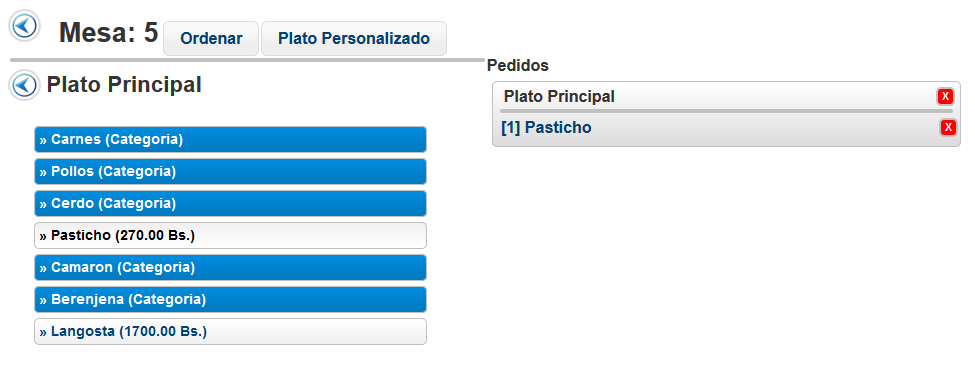 Mesa: 5
Ordenar
Plato Personalizado
Plato Principal
» Carnes (Categoria)
» Pollos (Categoria)
» Cerdo (Categoria)
» Pasticho (270.00 Bs.)
» Camaron (Categoria)
» Berenjena (Categoria)
» Langosta (1700.00 Bs.)
Pedidos
Plato Principal X
[1] Pasticho X